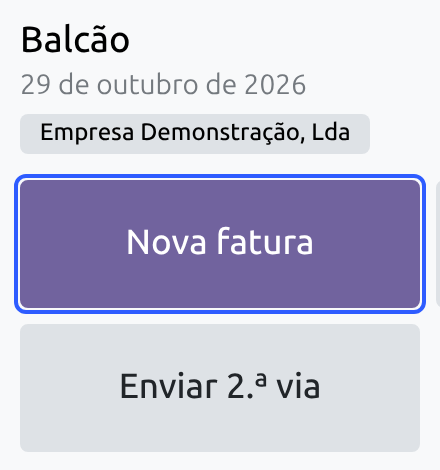 Balcão
29 de outubro de 2026
Empresa Demonstração, Lda
Nova fatura
Enviar 2.ª via